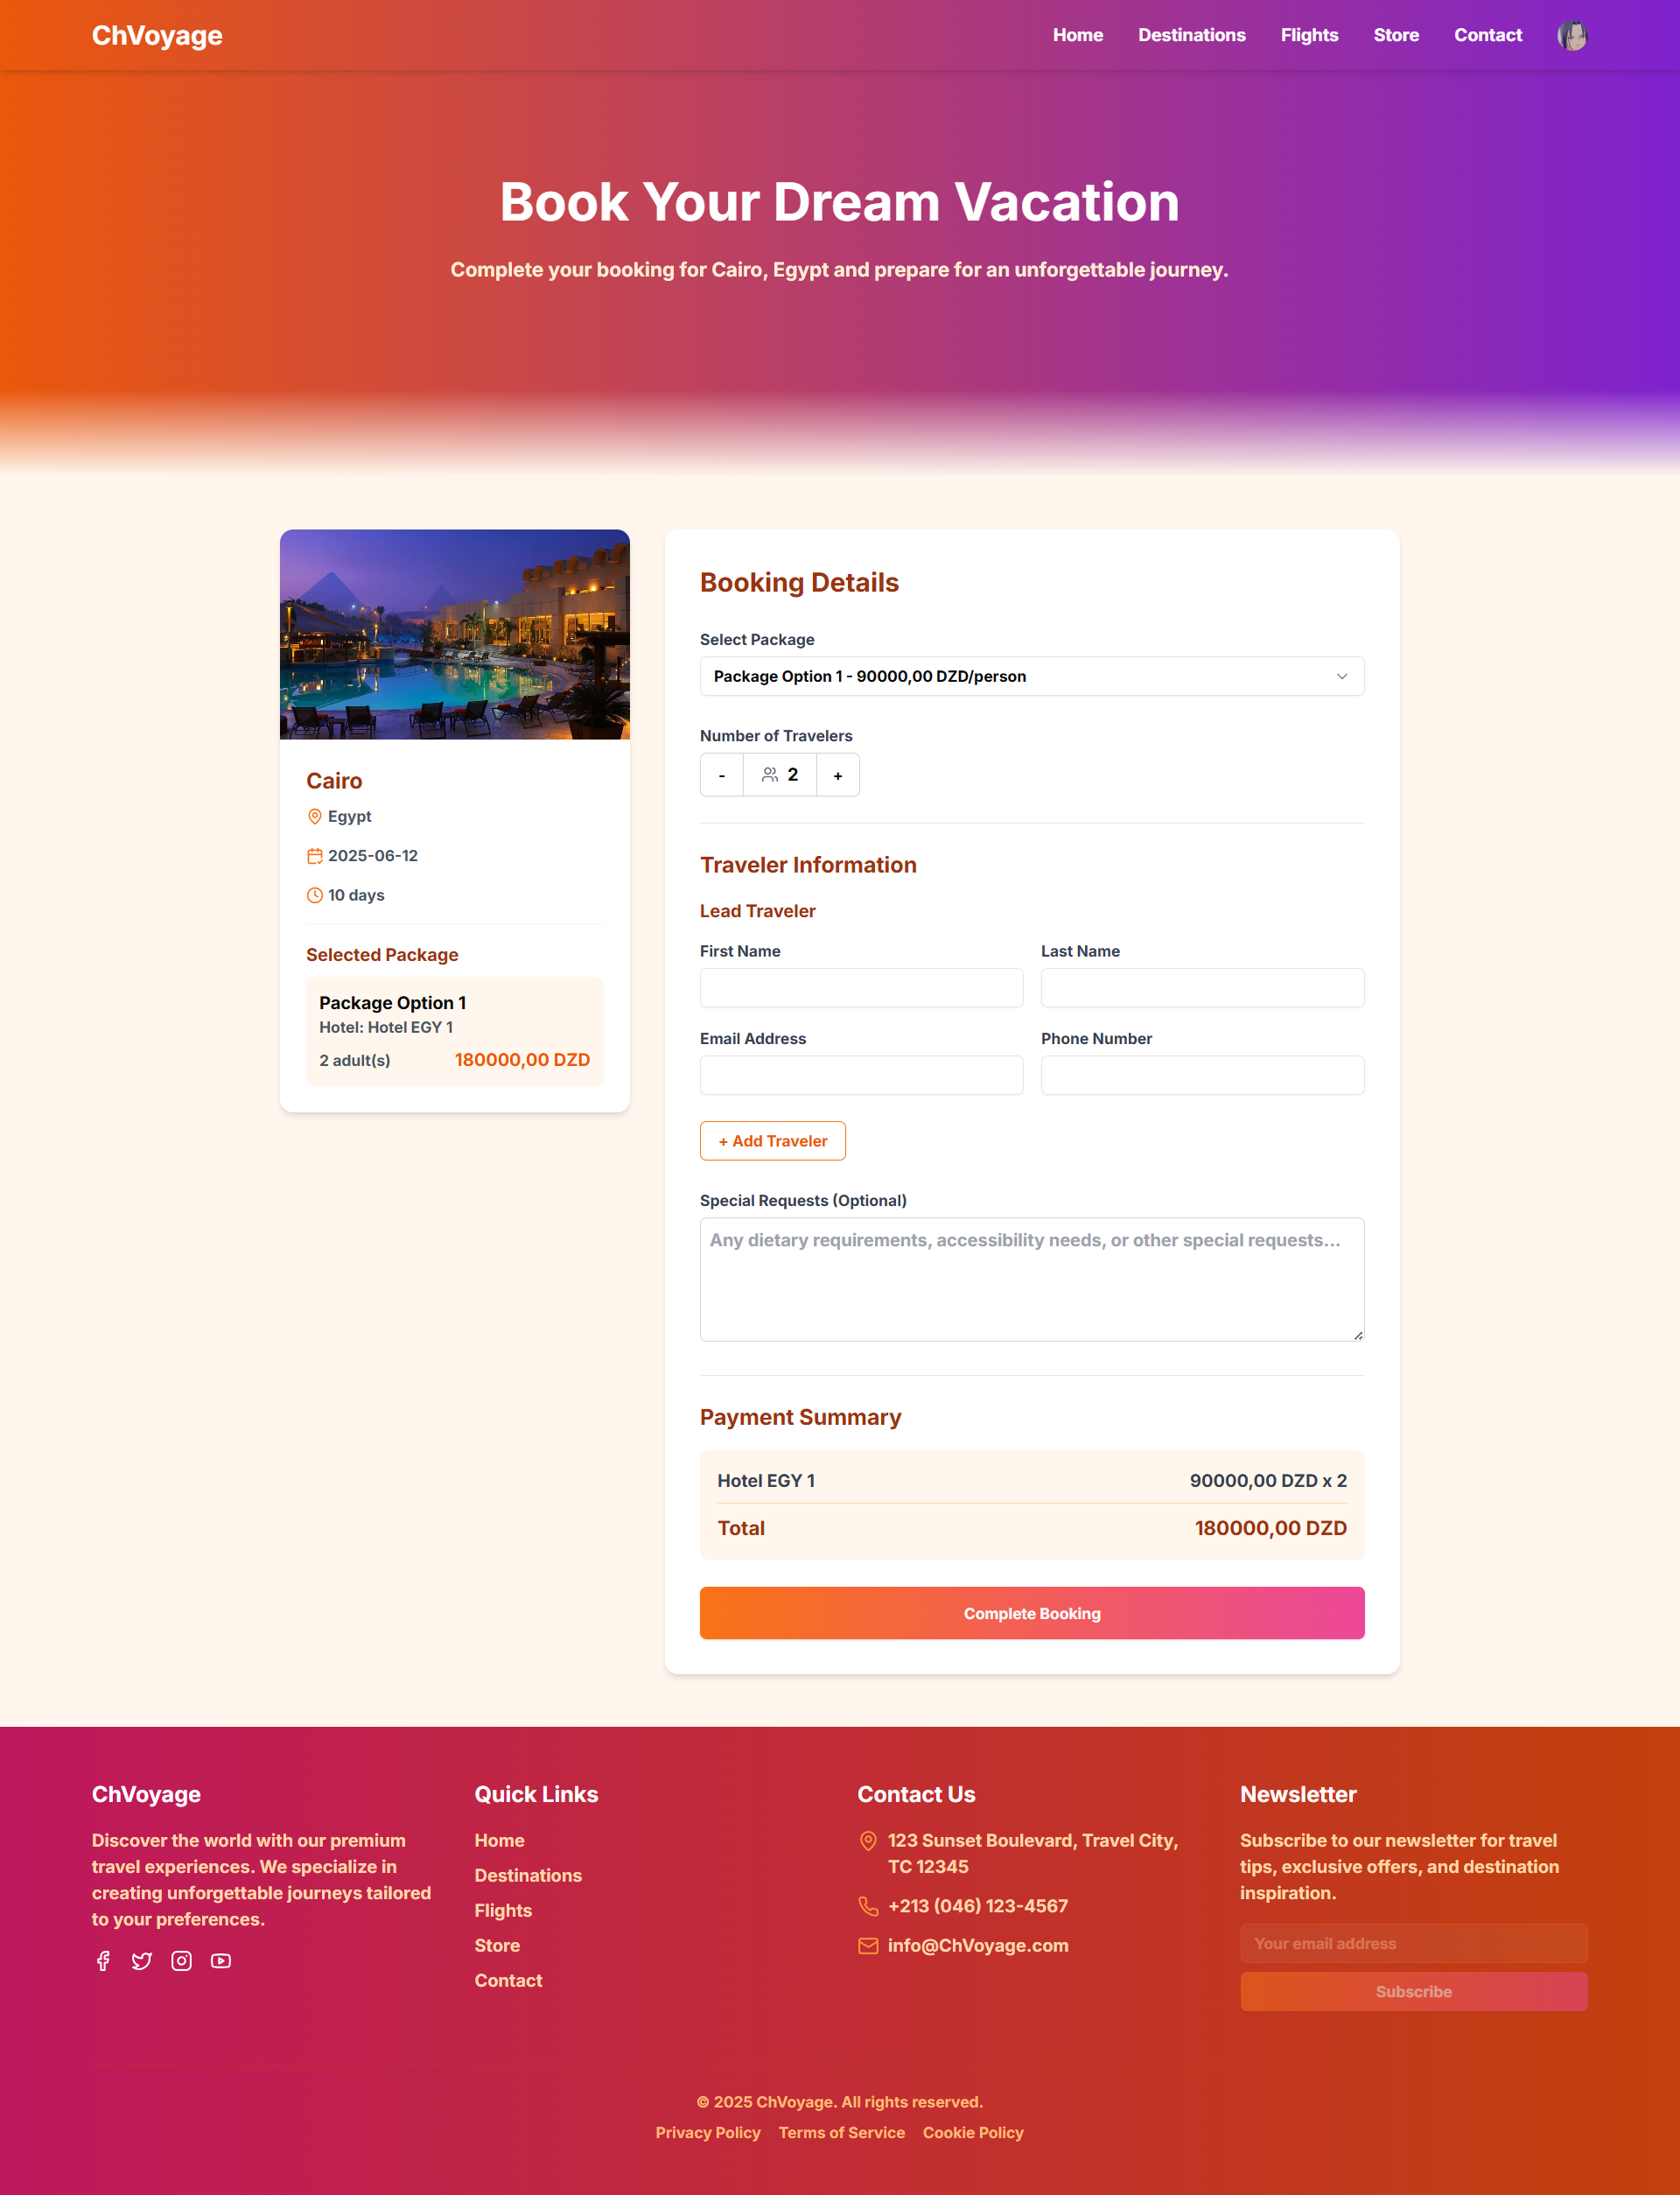 ChVoyage
Home
Destinations
Flights
Store
Contact
Book Your Dream Vacation
Complete your booking for Cairo, Egypt and prepare for an unforgettable journey.
Cairo
Egypt
2025-06-12
10 days
Selected Package
Package Option 1
Hotel: Hotel EGY 1
2 adult(s) 180000,00 DZD
Booking Details
Select Package
Package Option 1 - 90000,00 DZD/person
Number of Travelers
- 2 +
Traveler Information
Lead Traveler
First Name
Last Name
Email Address
Phone Number
+ Add Traveler
Special Requests (Optional)
Any dietary requirements, accessibility needs, or other special requests...
Payment Summary
Hotel EGY 1 90000,00 DZD x 2
Total 180000,00 DZD
Complete Booking
ChVoyage
Discover the world with our premium
travel experiences. We specialize in
creating unforgettable journeys tailored
to your preferences.
Quick Links
Home
Destinations
Flights
Store
Contact
Contact Us
123 Sunset Boulevard, Travel City,
TC 12345
+213 (046) 123-4567
info@ChVoyage.com
Newsletter
Subscribe to our newsletter for travel
tips, exclusive offers, and destination
inspiration.
Your email address
Subscribe
© 2025 ChVoyage. All rights reserved.
Privacy Policy Terms of Service Cookie Policy